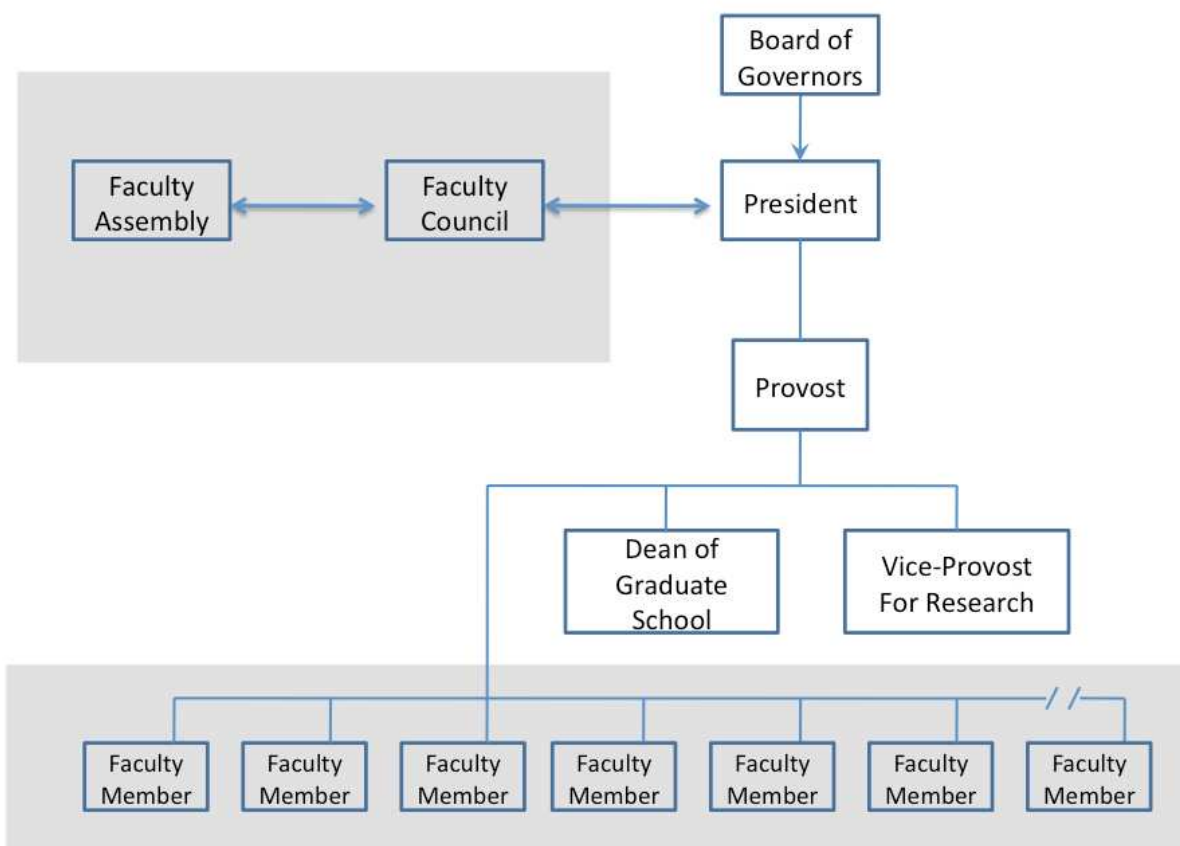 Board of
Governors
Faculty
Assembly
Faculty
Council
President
Provost
Dean of
Graduate
School
Vice-Provost
For Research
Faculty
Member
Faculty
Member
Faculty
Member
Faculty
Member
Faculty
Member
Faculty
Member
Faculty
Member